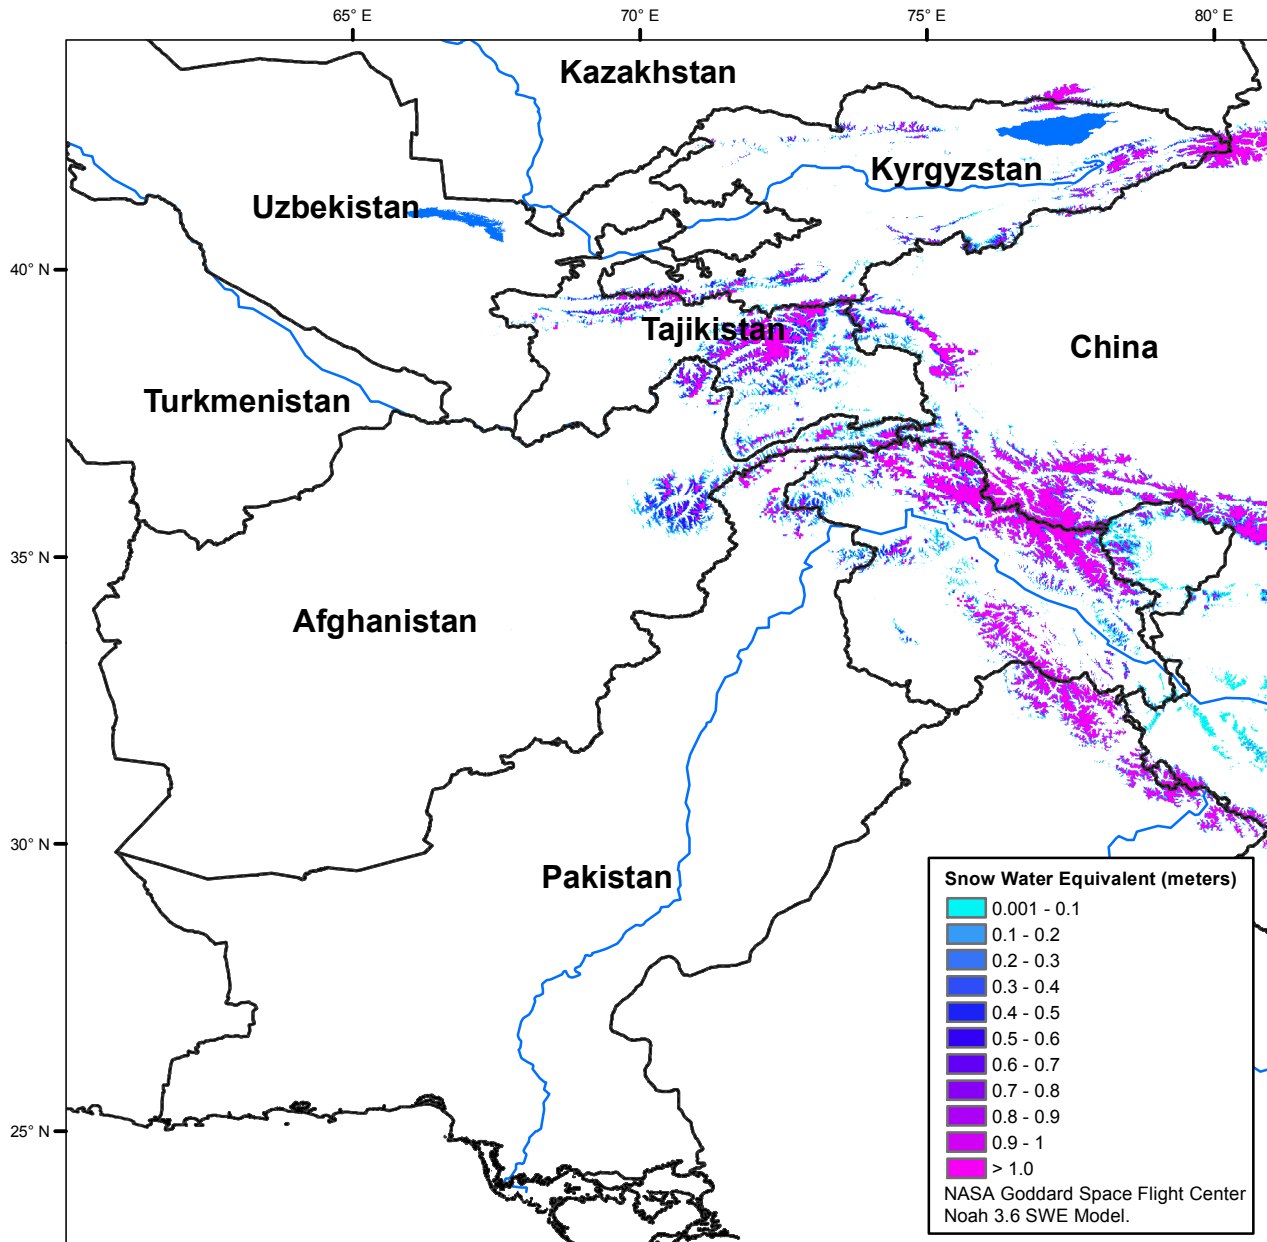 65° E
70° E
75° E
80° E
Kazakhstan
Kyrgyzstan
Uzbekistan
40° N
Tajikistan
China
Turkmenistan
35° N
Afghanistan
30° N
Pakistan
25° N
Snow Water Equivalent (meters)
0.001 - 0.1
0.1 - 0.2
0.2 - 0.3
0.3 - 0.4
0.4 - 0.5
0.5 - 0.6
0.6 - 0.7
0.7 - 0.8
0.8 - 0.9
0.9 - 1
> 1.0
NASA Goddard Space Flight Center
Noah 3.6 SWE Model.